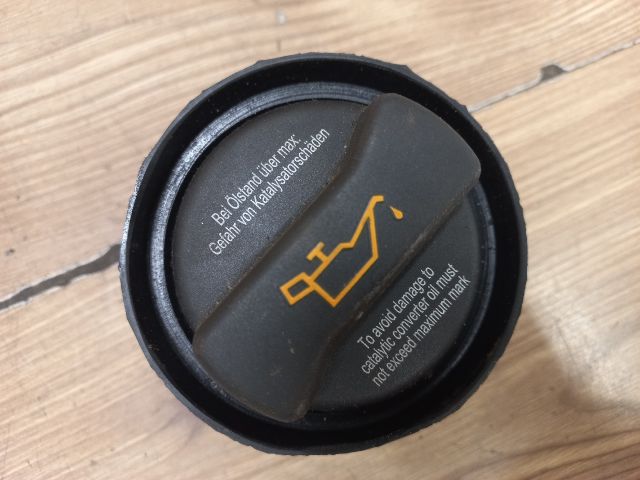 Bei Ölstand über max:
Gefahr von Katalysatorschäden
To avoid damage to
catalytic converter oil must
not exceed maximum mark